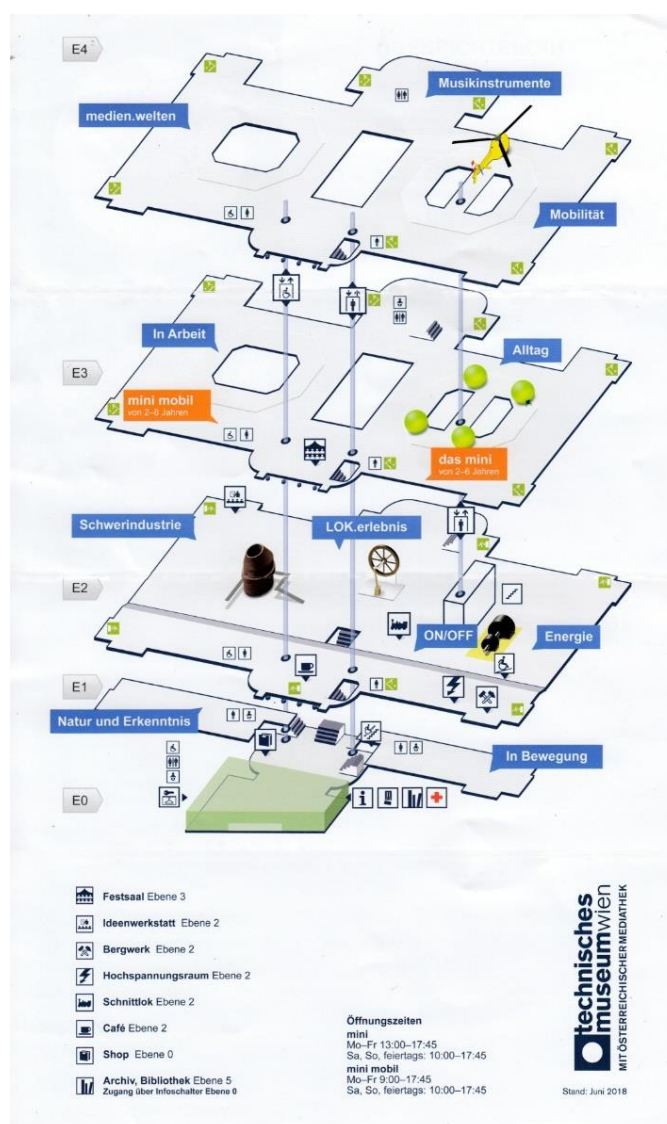 E4
Musikinstrumente
medien.welten
Mobilität
In Arbeit
Alltag
E3
mini mobil
von 2–8 Jahren
das mini
von 2–6 Jahren
Schwerindustrie
LOK.erlebnis
E2
ON/OFF
Energie
E1
Natur und Erkenntnis
In Bewegung
E0
i
Festsaal Ebene 3
Ideenwerkstatt Ebene 2
Bergwerk Ebene 2
Hochspannungsraum Ebene 2
Schnittlok Ebene 2
Café Ebene 2
Shop Ebene 0
Archiv, Bibliothek Ebene 5
Zugang über Infoschalter Ebene 0
Öffnungszeiten
mini
Mo–Fr 13:00–17:45
Sa, So, feiertags: 10:00–17:45
mini mobil
Mo–Fr 9:00–17:45
Sa, So, feiertags: 10:00–17:45
technisches
museumwien
MIT ÖSTERREICHISCHER MEDIATHEK
Stand: Juni 2018